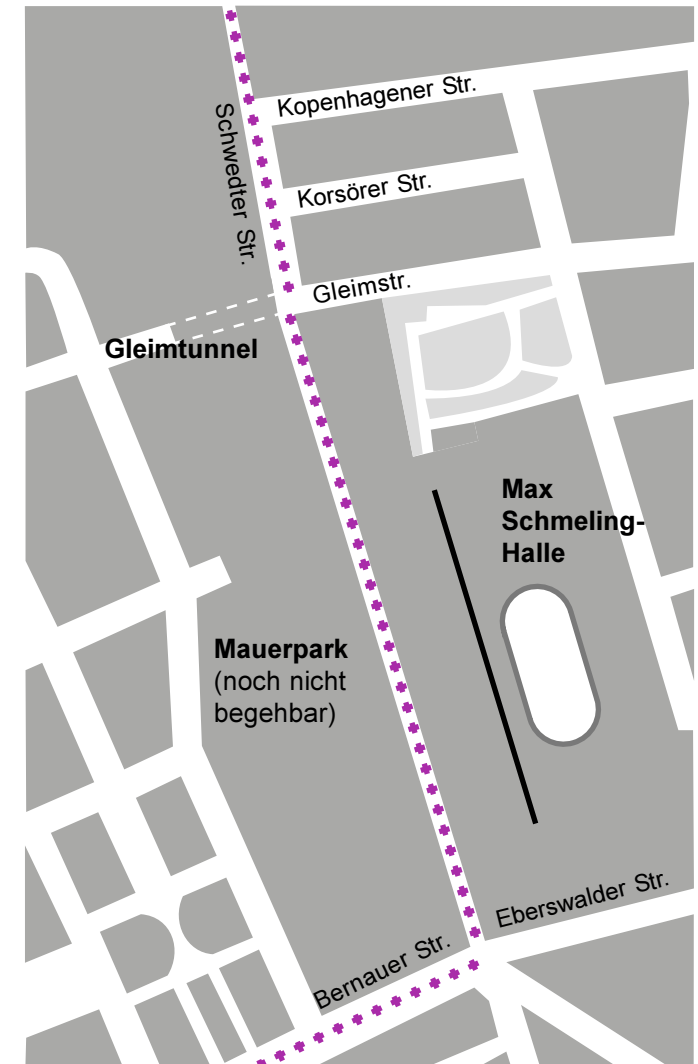 Kopenhagener Str.
Schwedter Str.
Korsörer Str.
Gleimstr.
Gleimtunnel
Max
Schmeling-
Halle
Mauerpark
(noch nicht
begehbar)
Eberswalder Str.
Bernauer Str.